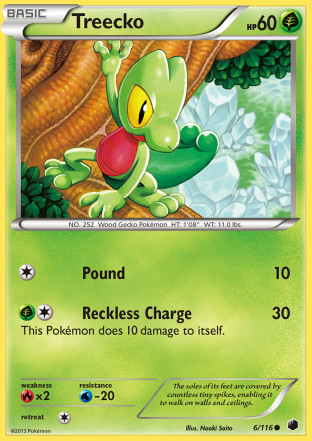 BASIC
Treecko
HP60
NO. 252 Wood Gecko Pokémon. HT: 1'08" WT: 11.0 lbs.
Pound 10
Reckless Charge 30
This Pokémon does 10 damage to itself.
weakness
×2
resistance
-20
retreat
The soles of its feet are covered by
countless tiny spikes, enabling it
to walk on walls and ceilings.
©2013 Pokémon
Illus. Naoki Saito
6/116